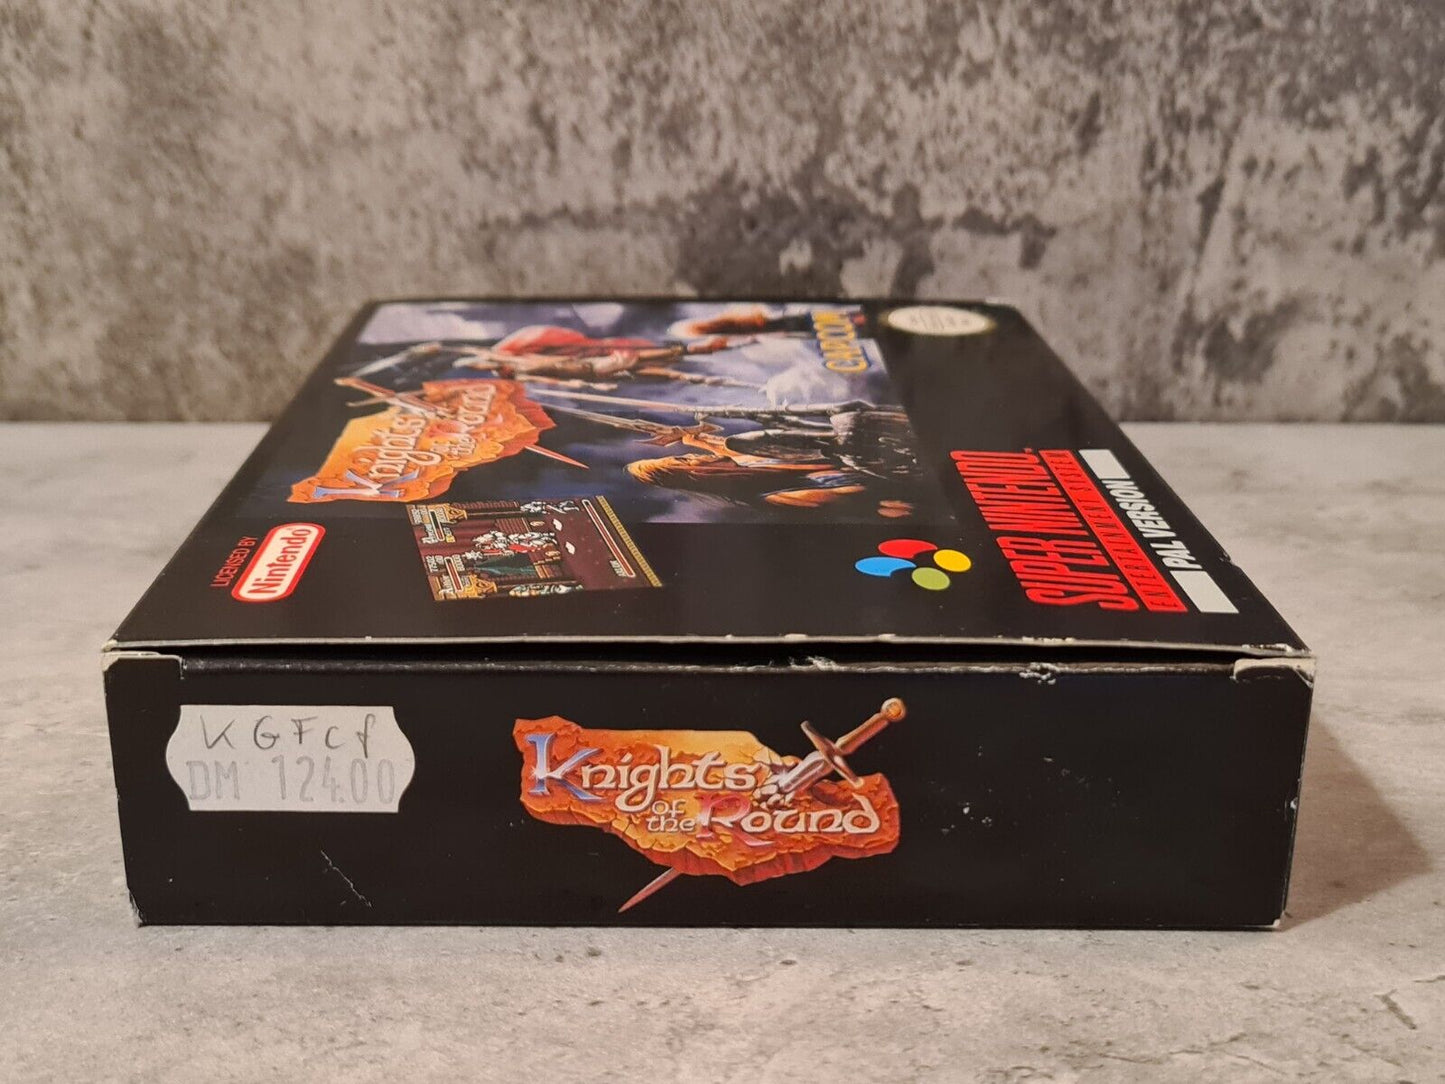 CAPCOM
Knights
of
the Round
LICENSED BY
Nintendo
SUPER NINTENDO
ENTERTAINMENT SYSTEM
PAL VERSION
K G F c f
DM 124.00
Knights
of
the Round